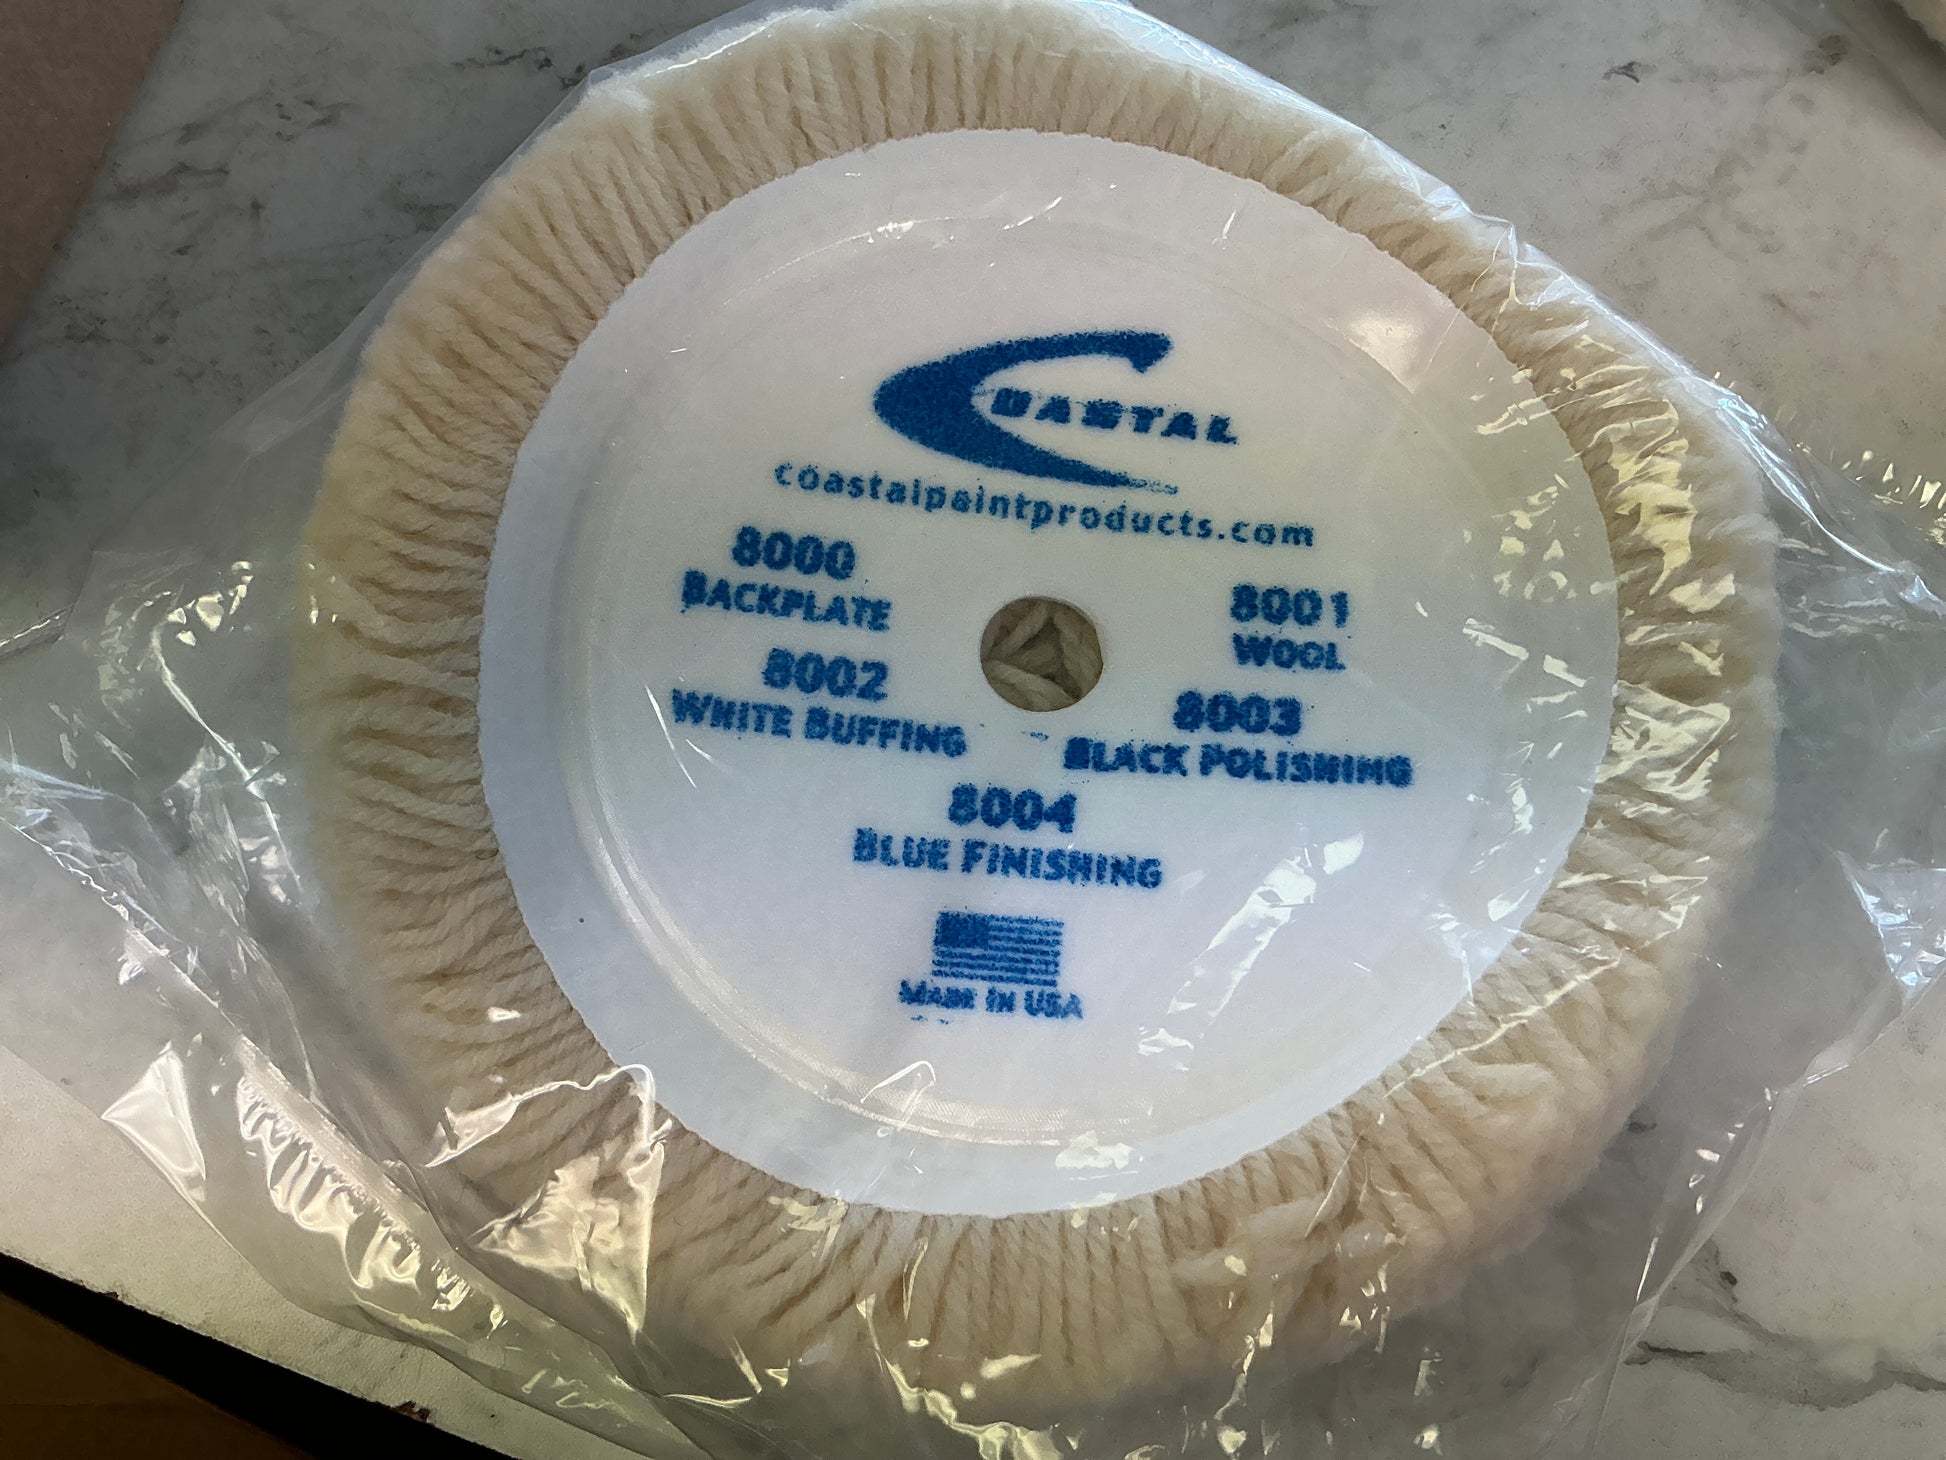 COASTAL
coastalpaintproducts.com
8000
BACKPLATE
8001
WOOL
8002
WHITE BUFFING
8003
BLACK POLISHING
8004
BLUE FINISHING
MADE IN USA